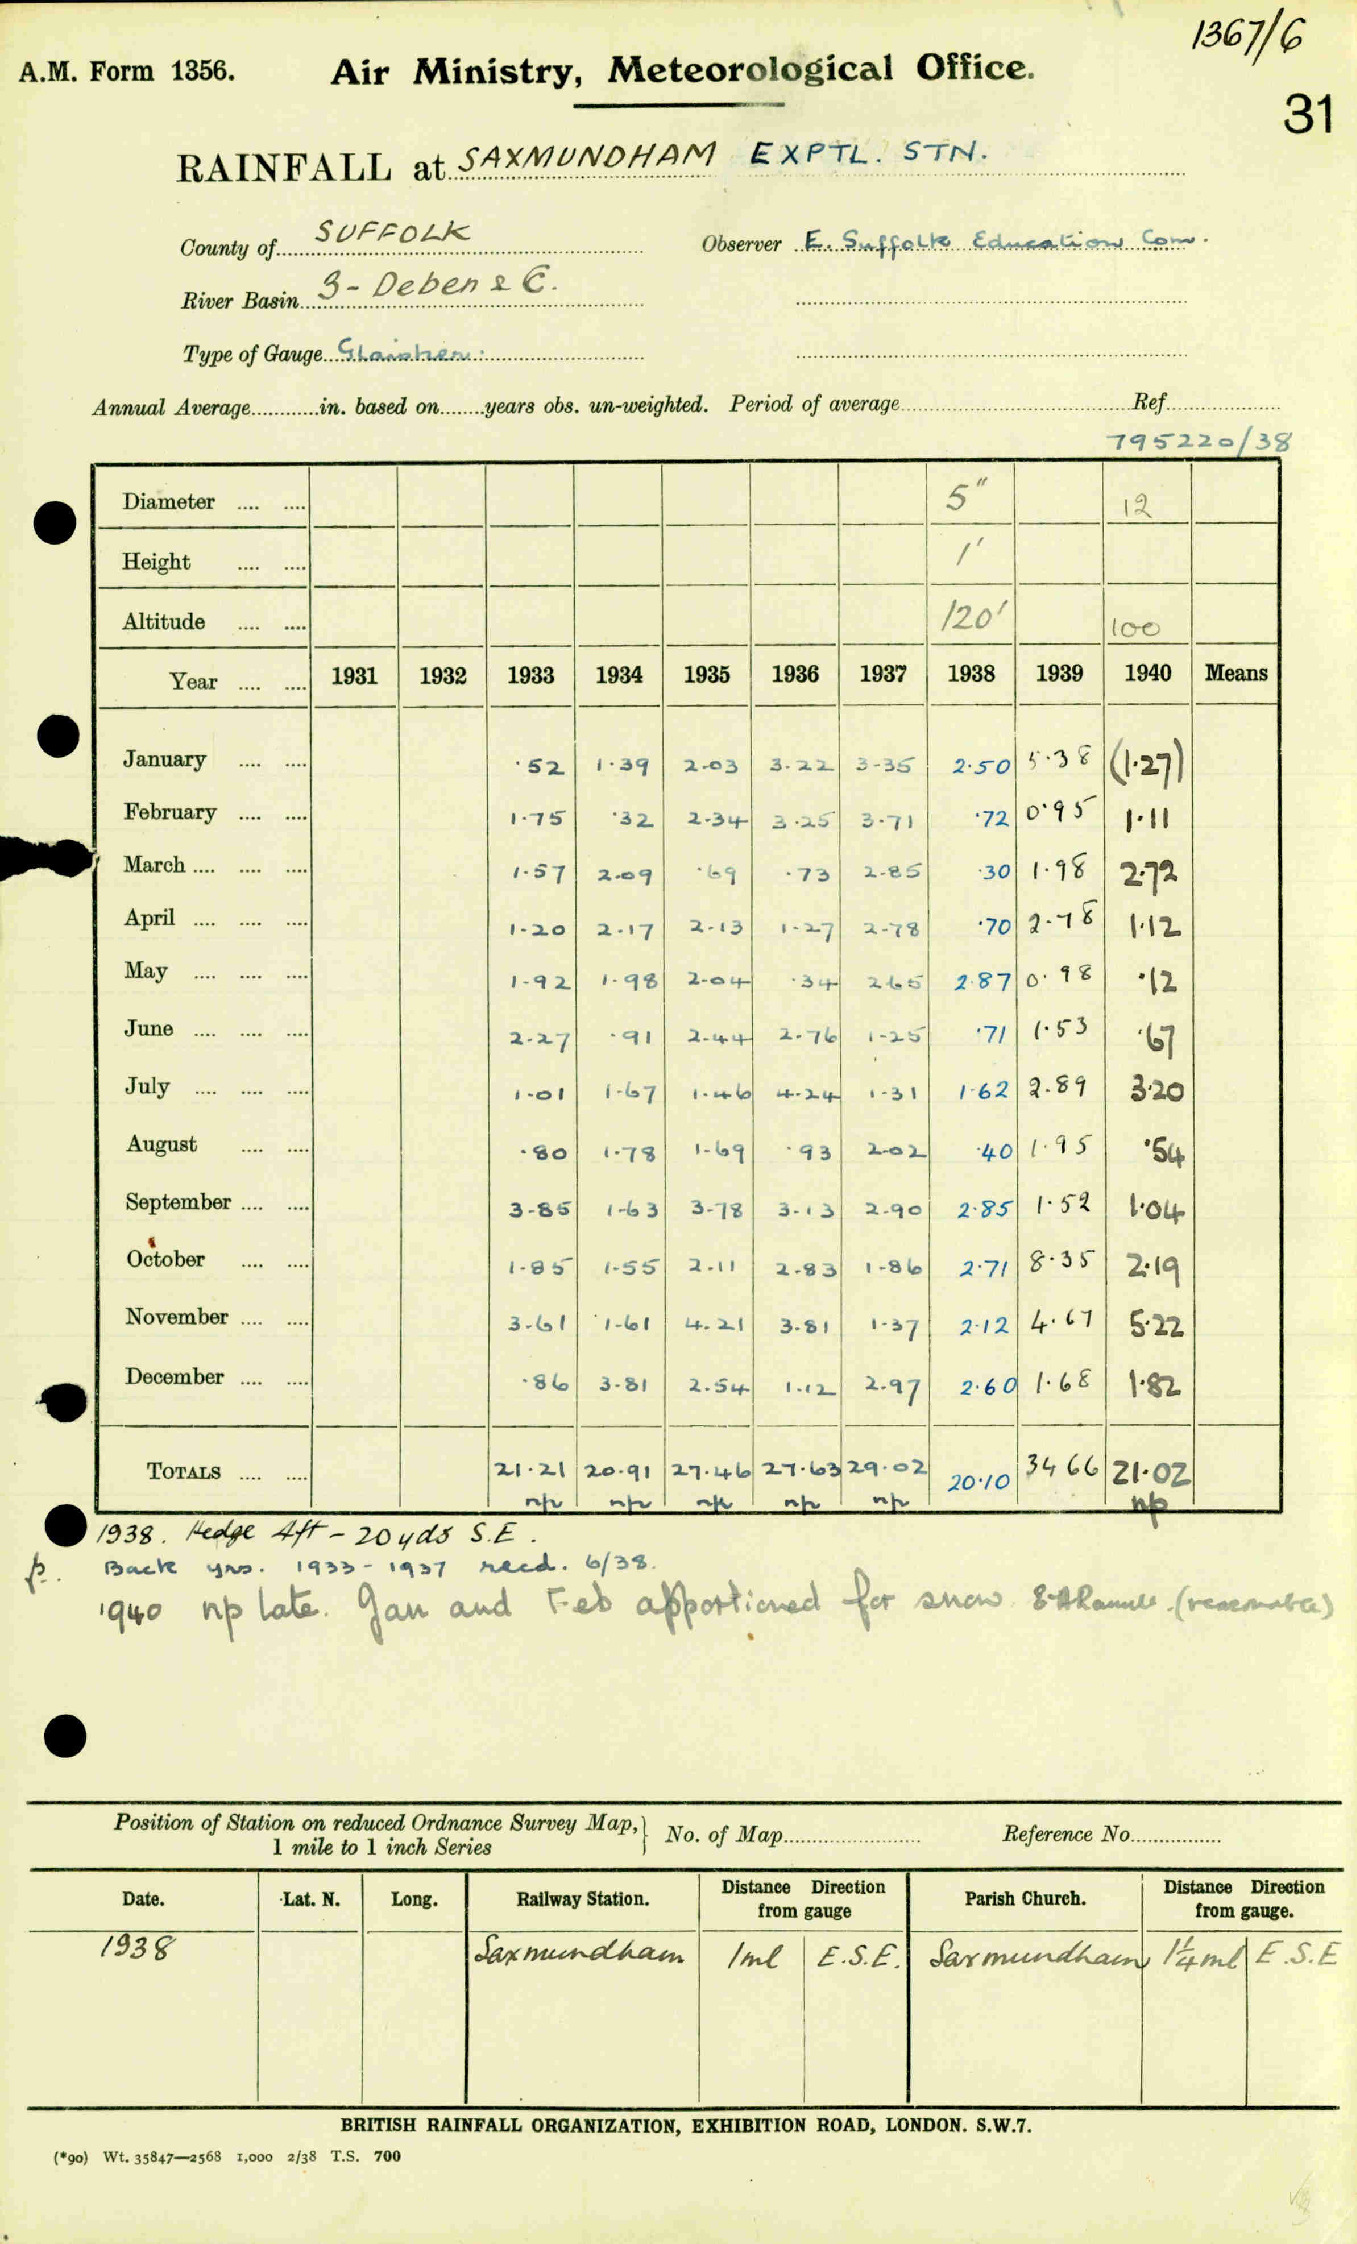 1367/6
A.M. Form 1356. Air Ministry, Meteorological Office.
31
RAINFALL at SAXMUNDHAM EXPTL. STN.
County of SUFFOLK Observer E. Suffolk Education Com.
River Basin 3 - Deben & C.
Type of Gauge Glaisher.
Annual Average in. based on years obs. un-weighted. Period of average Ref.
795220/38
Diameter 5" 12
Height 1'
Altitude 120' 100
Year 1931 1932 1933 1934 1935 1936 1937 1938 1939 1940 Means
January ·52 1·39 2·03 3·22 3·35 2·50 5·38 (1·27)
February 1·75 ·32 2·34 3·25 3·71 ·72 0·95 1·11
March 1·57 2·09 ·69 ·73 2·85 ·30 1·98 2·72
April 1·20 2·17 2·13 1·27 2·78 ·70 2·78 1·12
May 1·92 1·98 2·04 ·34 2·65 2·87 0·98 ·12
June 2·27 ·91 2·44 2·76 1·25 ·71 1·53 ·67
July 1·01 1·67 1·46 4·24 1·31 1·62 2·89 3·20
August ·80 1·78 1·69 ·93 2·02 ·40 1·95 ·54
September 3·85 1·63 3·78 3·13 2·90 2·85 1·52 1·04
October 1·85 1·55 2·11 2·83 1·86 2·71 8·35 2·19
November 3·61 1·61 4·21 3·81 1·37 2·12 4·67 5·22
December ·86 3·81 2·54 1·12 2·97 2·60 1·68 1·82
TOTALS 21·21 20·91 27·46 27·63 29·02 20·10 34 66 21·02
np np np np np np
1938. Hedge 4ft - 20 yds S.E.
p. Back yrs. 1933-1937 recd. 6/38.
1940 np late. Jan and Feb apportioned for snow (reasonable)
Position of Station on reduced Ordnance Survey Map, No. of Map Reference No.
1 mile to 1 inch Series
Date. Lat. N. Long. Railway Station. Distance Direction from gauge Parish Church. Distance Direction from gauge.
1938 Saxmundham 1ml E.S.E. Saxmundham 1¼ml E.S.E
BRITISH RAINFALL ORGANIZATION, EXHIBITION ROAD, LONDON. S.W.7.
(*90) Wt. 35847—2568 1,000 2/38 T.S. 700